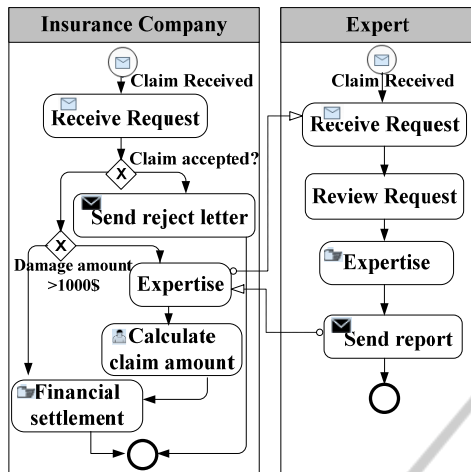 Insurance Company
Claim Received
Receive Request
Claim accepted?
X
Send reject letter
X
Damage amount
>1000$
Expertise
Calculate
claim amount
Financial
settlement
Expert
Claim Received
Receive Request
Review Request
Expertise
Send report